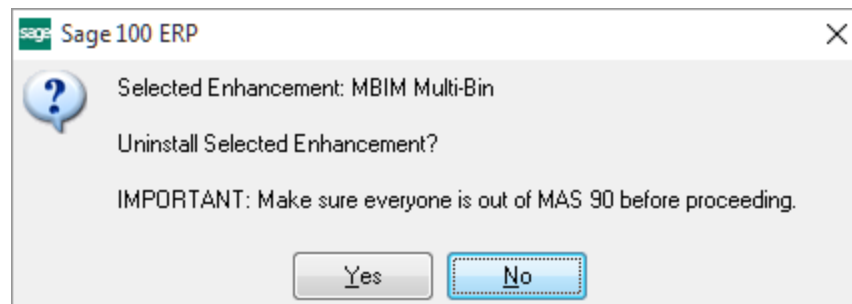 sage Sage 100 ERP
?
Selected Enhancement: MBIM Multi-Bin
Uninstall Selected Enhancement?
IMPORTANT: Make sure everyone is out of MAS 90 before proceeding.
Yes No